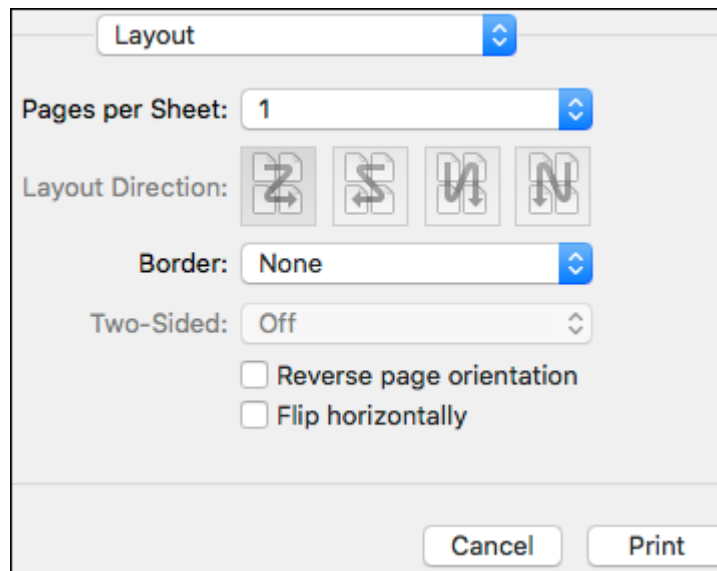 Layout
Pages per Sheet: 1
Layout Direction:
Border: None
Two-Sided: Off
Reverse page orientation
Flip horizontally
Cancel Print